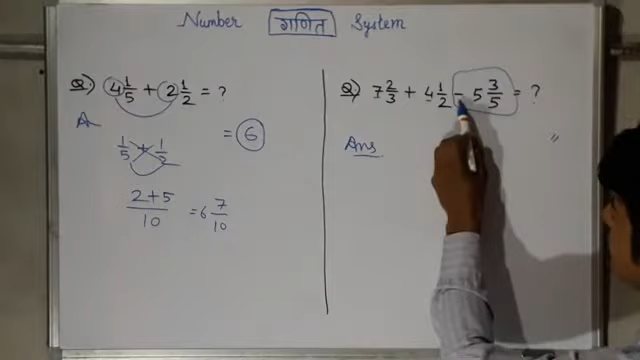 Number गणित System
Q) 4 1/5 + 2 1/2 = ?
A
= 6
1/5 + 1/2
2+5/10 = 6 7/10
Q) 7 2/3 + 4 1/2 - 5 3/5 = ?
Ans